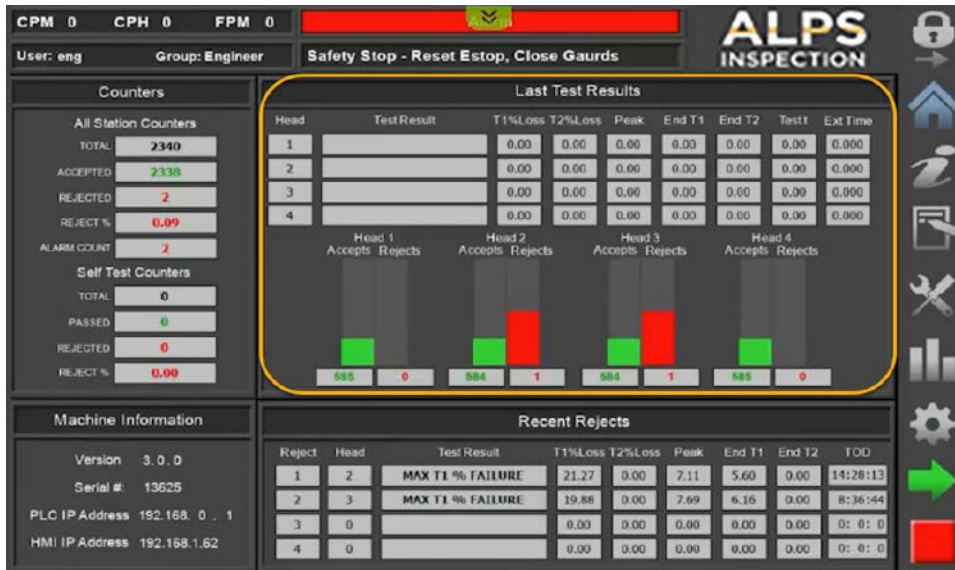 CPM 0 CPH 0 FPM 0
Alarm
ALPS
INSPECTION
User: eng Group: Engineer
Safety Stop - Reset Estop, Close Gaurds
Counters
All Station Counters
TOTAL 2340
ACCEPTED 2338
REJECTED 2
REJECT % 0.09
ALARM COUNT 2
Self Test Counters
TOTAL 0
PASSED 0
REJECTED 0
REJECT % 0.00
Last Test Results
Head Test Result T1%Loss T2%Loss Peak End T1 End T2 Test t Ext Time
1 0.00 0.00 0.00 0.00 0.00 0.00 0.000
2 0.00 0.00 0.00 0.00 0.00 0.00 0.000
3 0.00 0.00 0.00 0.00 0.00 0.00 0.000
4 0.00 0.00 0.00 0.00 0.00 0.00 0.000
Head 1 Head 2 Head 3 Head 4
Accepts Rejects Accepts Rejects Accepts Rejects Accepts Rejects
585 0 584 1 584 1 585 0
Machine Information
Version 3.0.0
Serial #: 13625
PLC IP Address 192.168. 0 . 1
HMI IP Address 192.168.1.62
Recent Rejects
Reject Head Test Result T1%Loss T2%Loss Peak End T1 End T2 TOD
1 2 MAX T1 % FAILURE 21.27 0.00 7.11 5.60 0.00 14:28:13
2 3 MAX T1 % FAILURE 19.88 0.00 7.69 6.16 0.00 8:36:44
3 0 0.00 0.00 0.00 0.00 0.00 0: 0: 0
4 0 0.00 0.00 0.00 0.00 0.00 0: 0: 0